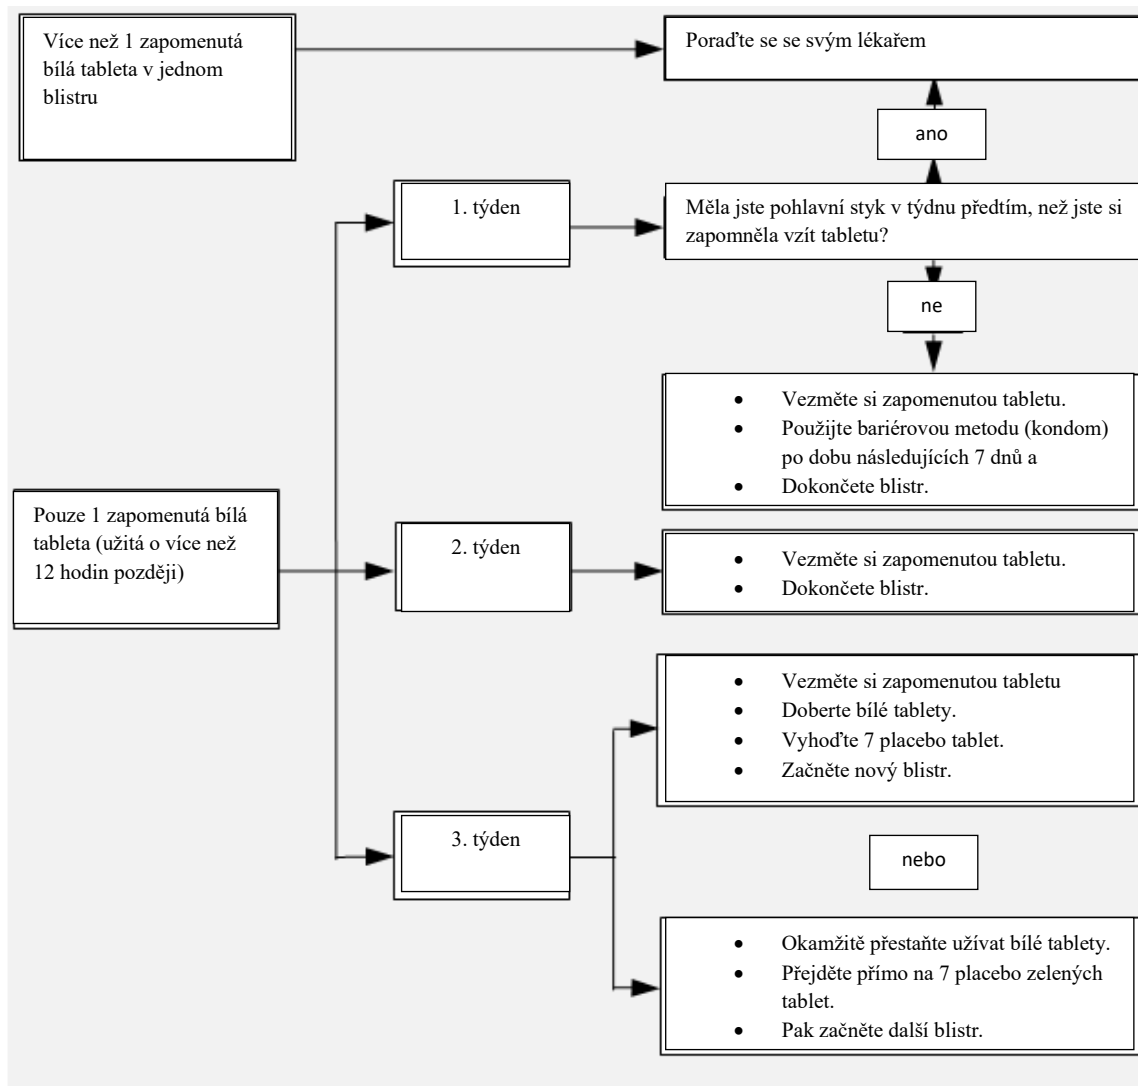 Více než 1 zapomenutá
bílá tableta v jednom
blistru
Poraďte se se svým lékařem
ano
1. týden
Měla jste pohlavní styk v týdnu předtím, než jste si
zapomněla vzít tabletu?
ne
• Vezměte si zapomenutou tabletu.
• Použijte bariérovou metodu (kondom)
po dobu následujících 7 dnů a
• Dokončete blistr.
Pouze 1 zapomenutá bílá
tableta (užitá o více než
12 hodin později)
2. týden
• Vezměte si zapomenutou tabletu.
• Dokončete blistr.
• Vezměte si zapomenutou tabletu
• Doberte bílé tablety.
• Vyhoďte 7 placebo tablet.
• Začněte nový blistr.
3. týden
nebo
• Okamžitě přestaňte užívat bílé tablety.
• Přejděte přímo na 7 placebo zelených
tablet.
• Pak začněte další blistr.